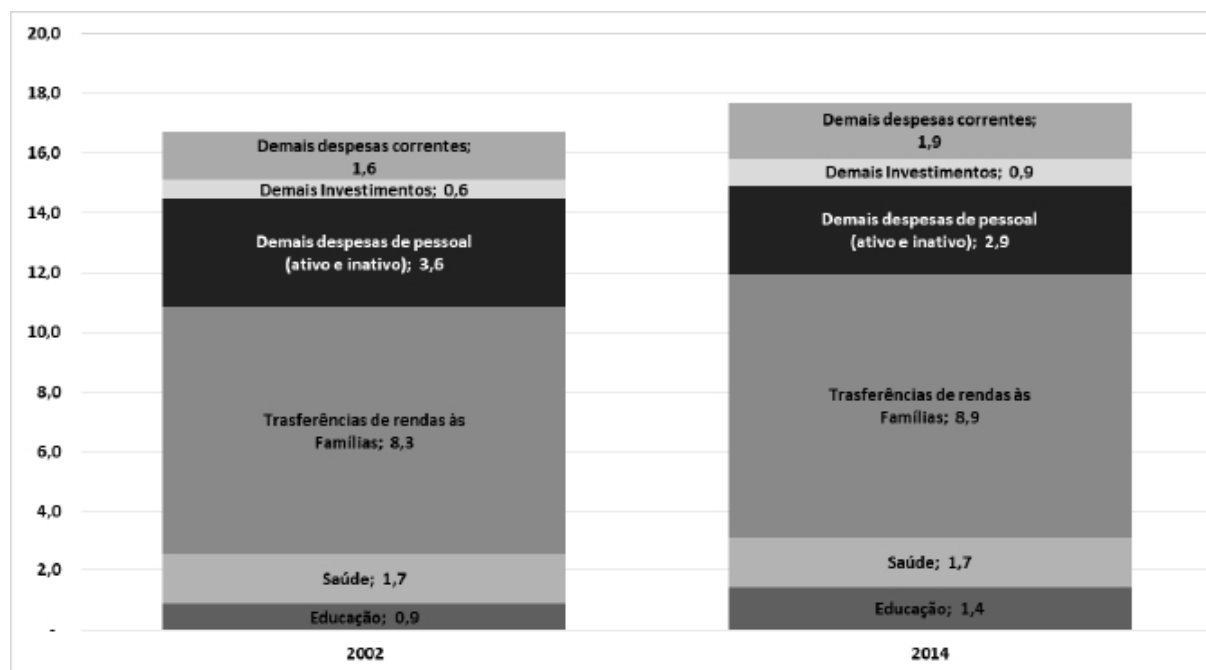 20,0
18,0
16,0
14,0
12,0
10,0
8,0
6,0
4,0
2,0
-
Demais despesas correntes;
1,6
Demais Investimentos; 0,6
Demais despesas de pessoal
(ativo e inativo); 3,6
Trasferências de rendas às
Famílias; 8,3
Saúde; 1,7
Educação; 0,9
2002
Demais despesas correntes;
1,9
Demais Investimentos; 0,9
Demais despesas de pessoal
(ativo e inativo); 2,9
Trasferências de rendas às
Famílias; 8,9
Saúde; 1,7
Educação; 1,4
2014